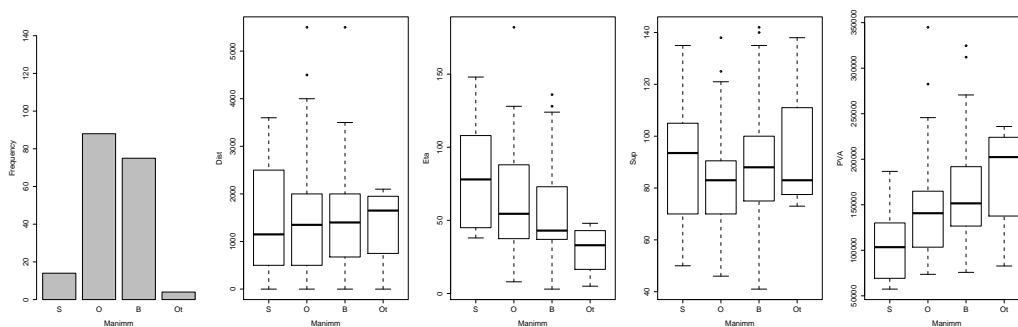 Frequency
0 20 40 60 80 100 120 140
S O B Ot
Manimm
Dist
0 1000 2000 3000 4000 5000
S O B Ot
Manimm
Eta
0 50 100 150
S O B Ot
Manimm
Sup
40 60 80 100 120 140
S O B Ot
Manimm
PVA
50000 100000 150000 200000 250000 300000 350000
S O B Ot
Manimm